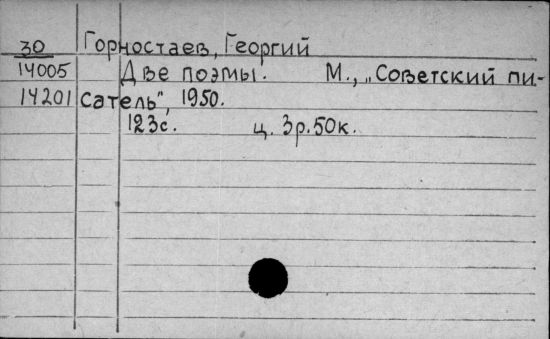 30 Горностаев, Георгий
14005 Две поэмы. М., „Советский пи-
14201 сатель", 1950.
123с. ц. 3р.50к.